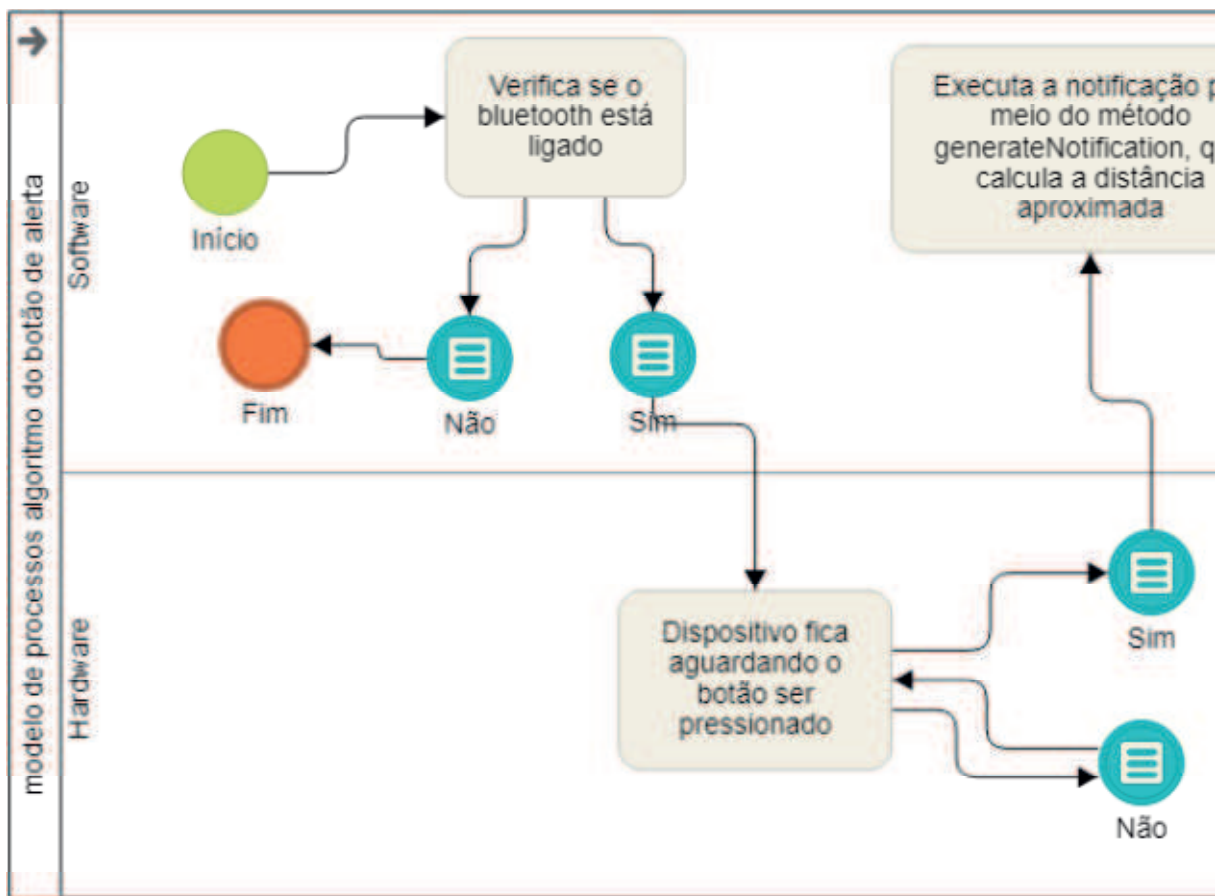 modelo de processos algoritmo do botão de alerta
Software
Início
Verifica se o
bluetooth está
ligado
Não
Fim
Sim
Executa a notificação
meio do método
generateNotification,
calcula a distância
aproximada
Hardware
Dispositivo fica
aguardando o
botão ser
pressionado
Sim
Não